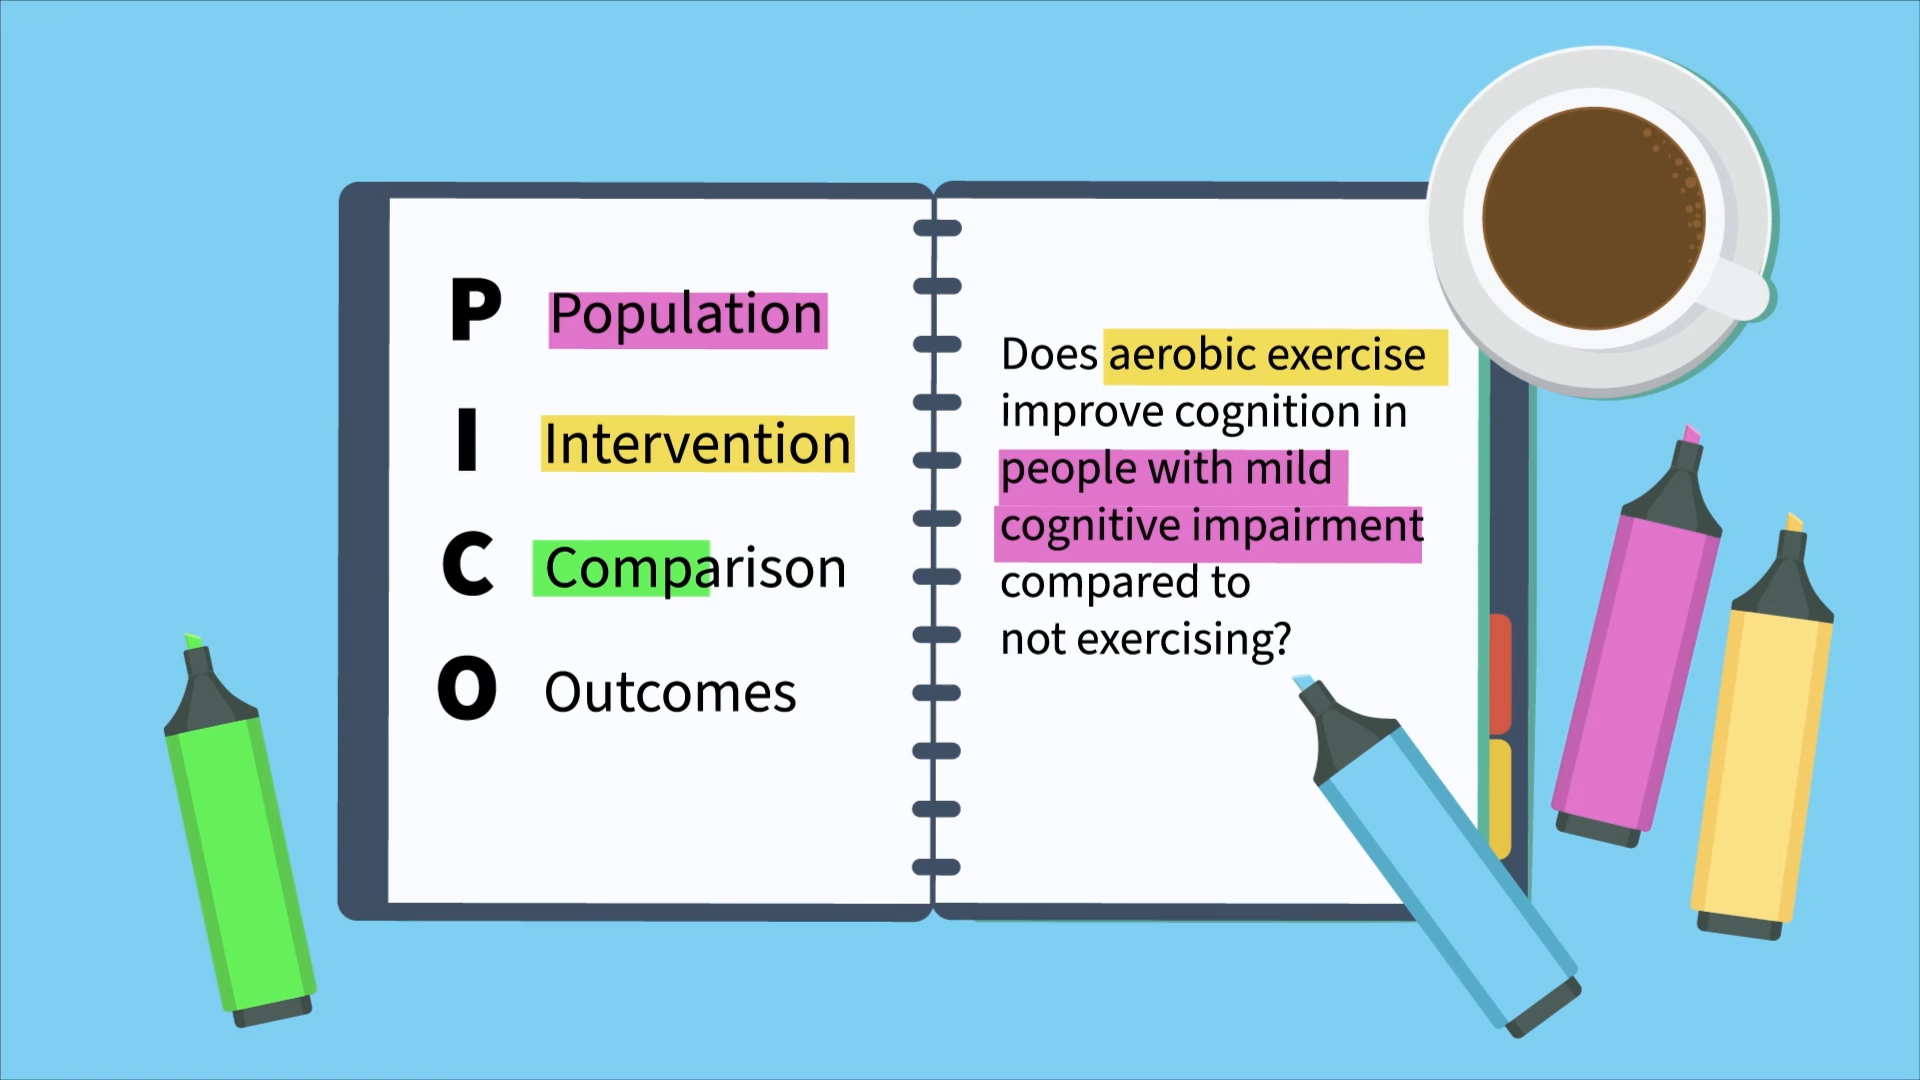 P Population
I Intervention
C Comparison
O Outcomes
Does aerobic exercise
improve cognition in
people with mild
cognitive impairment
compared to
not exercising?